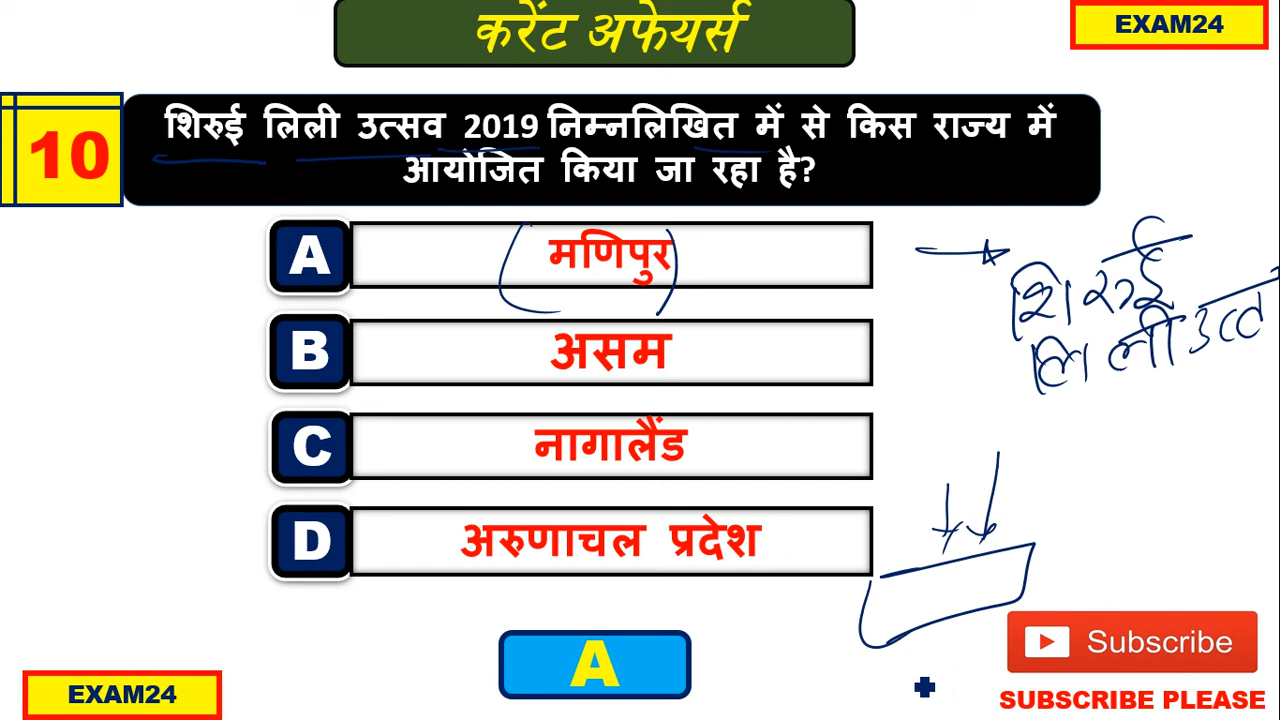 करेंट अफेयर्स
EXAM24
10
शिरुई लिली उत्सव 2019 निम्नलिखित में से किस राज्य में
आयोजित किया जा रहा है?
A
मणिपुर
शिरुई
लिली
B
असम
C
नागालैंड
D
अरुणाचल प्रदेश
A
Subscribe
EXAM24
SUBSCRIBE PLEASE